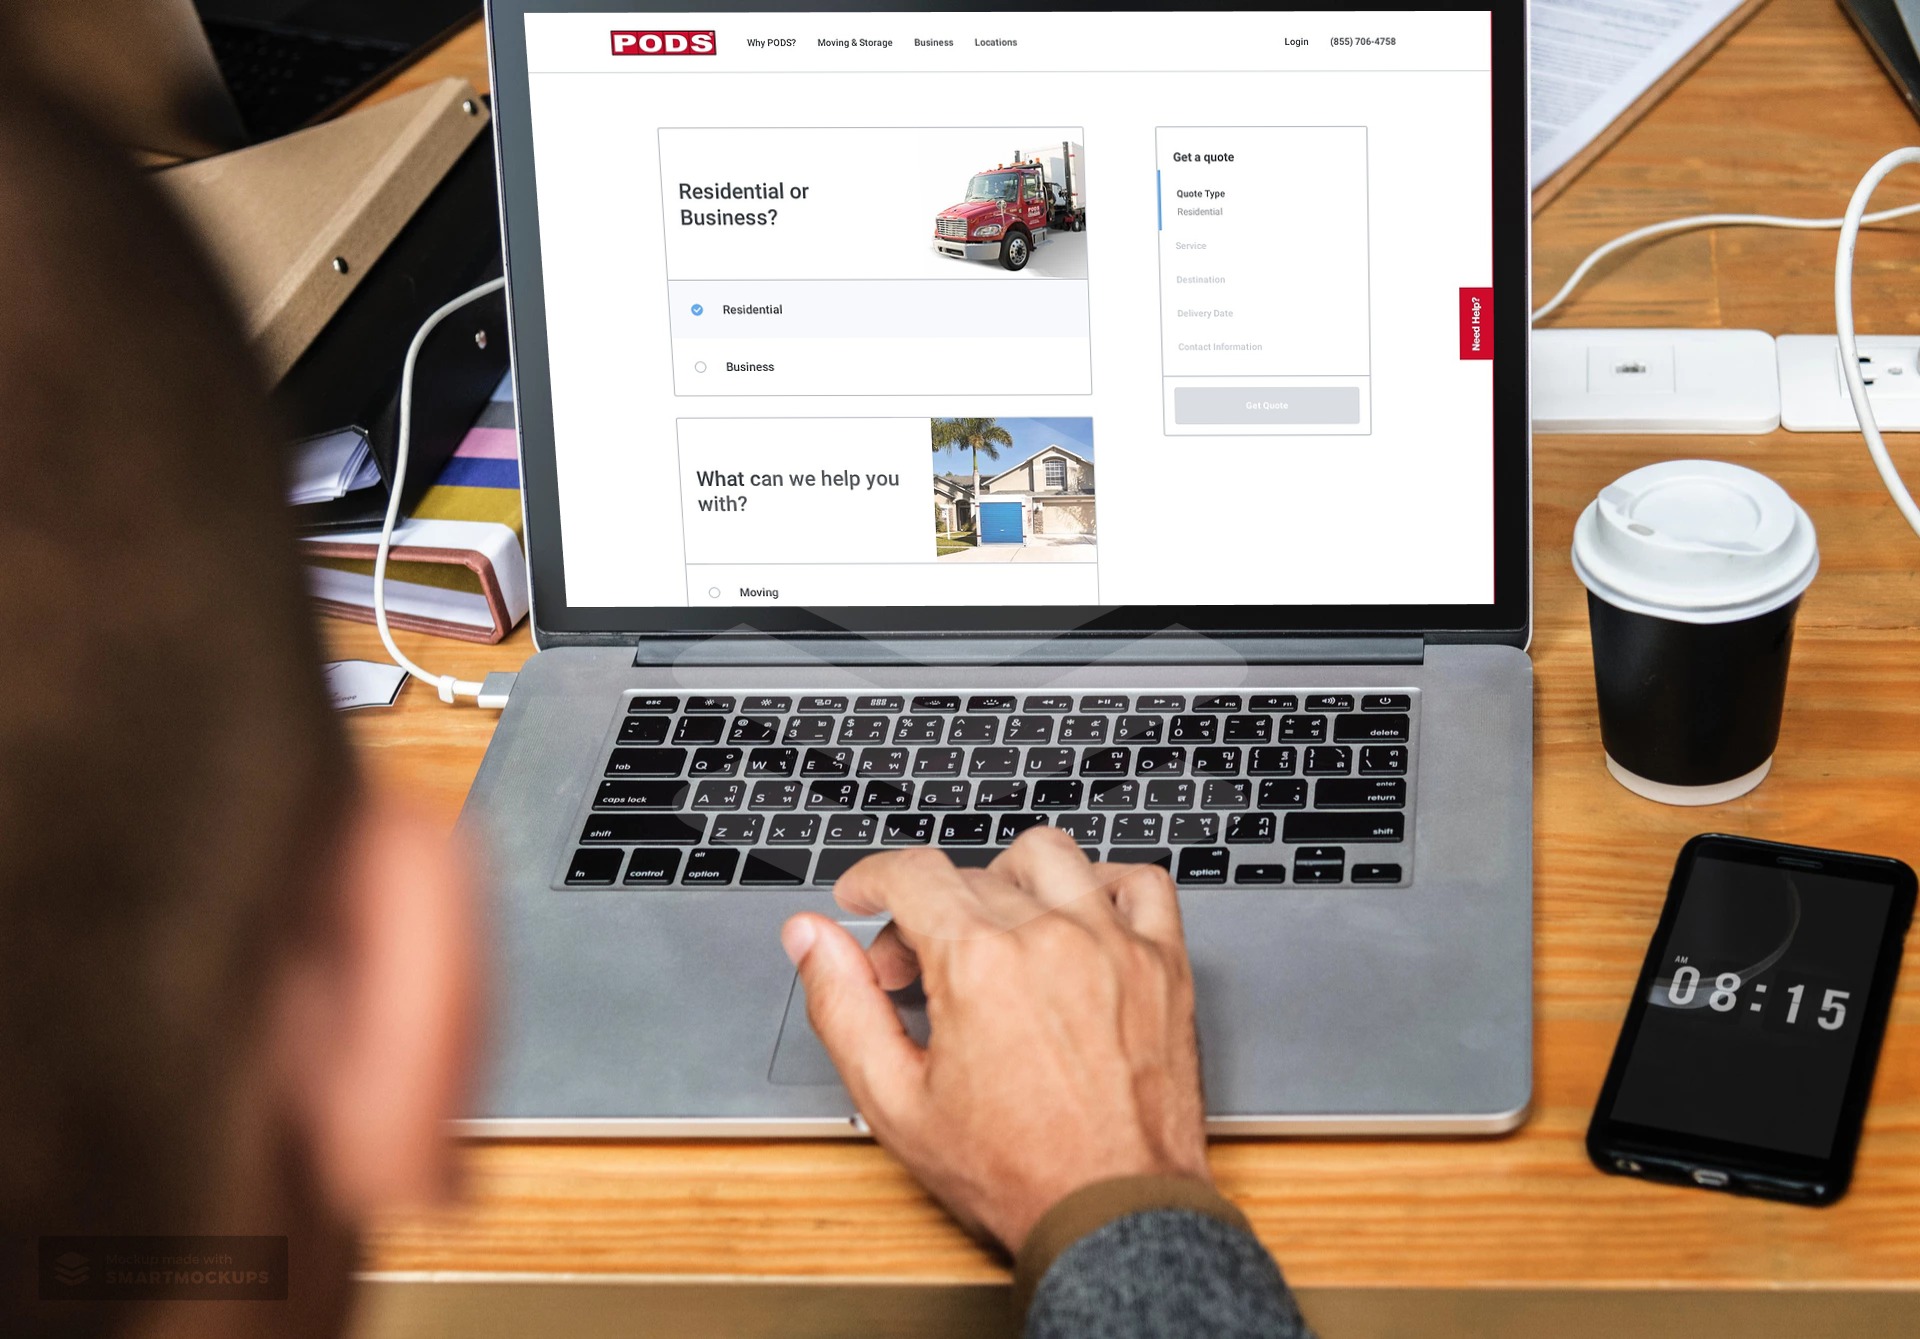 PODS
Why PODS?
Moving & Storage
Business
Locations
Login
(855) 706-4758
Residential or
Business?
Residential
Business
What can we help you
with?
Moving
Get a quote
Quote Type
Residential
Service
Destination
Delivery Date
Contact Information
Get Quote
Need Help?
esc
delete
tab
Q W E R T Y U I O P
caps lock
A S D F G H J K L
enter
return
shift
Z X C V B N M
shift
fn
control
alt
option
alt
option
AM
08:15
Mockup made with
SMARTMOCKUPS